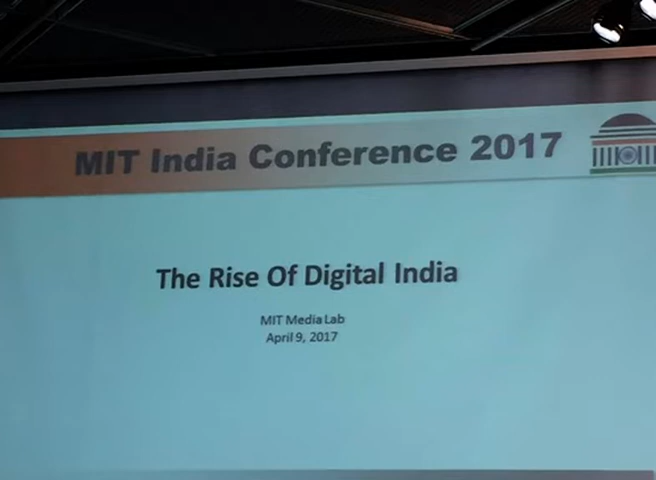 MIT India Conference 2017
The Rise Of Digital India
MIT Media Lab
April 9, 2017